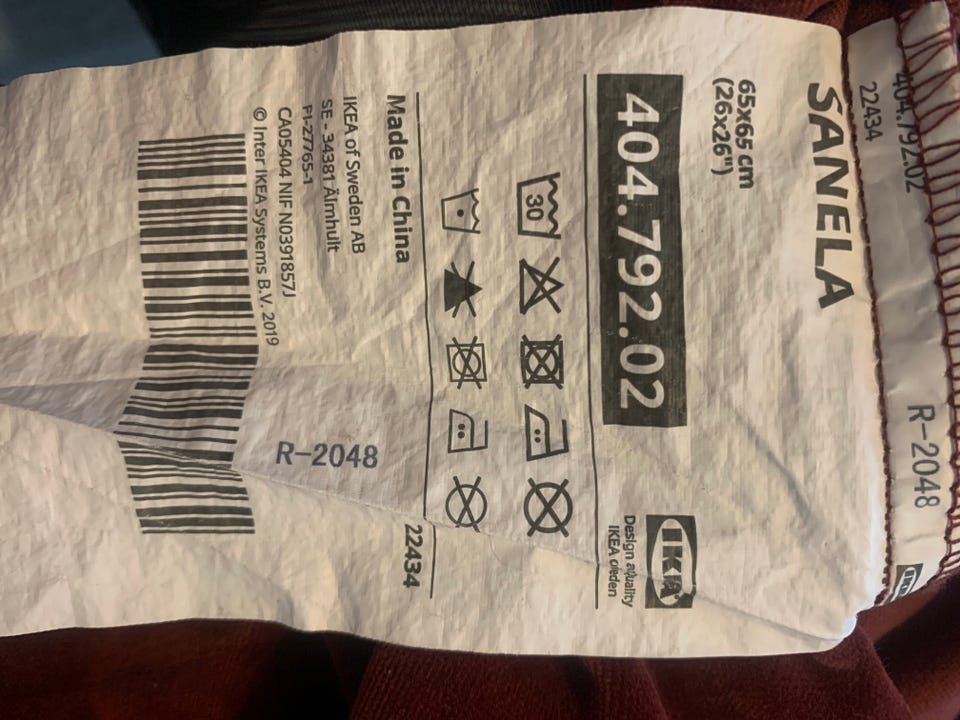 404.792.02
22434
R-2048
IKEA
SANELA
65x65 cm
(26x26")
IKEA
Design and Quality
IKEA of Sweden
404.792.02
30
Made in China
22434
IKEA of Sweden AB
SE - 34381 Älmhult
PI-27765-1
CA05404 NIF N0391857J
© Inter IKEA Systems B.V. 2019
R-2048